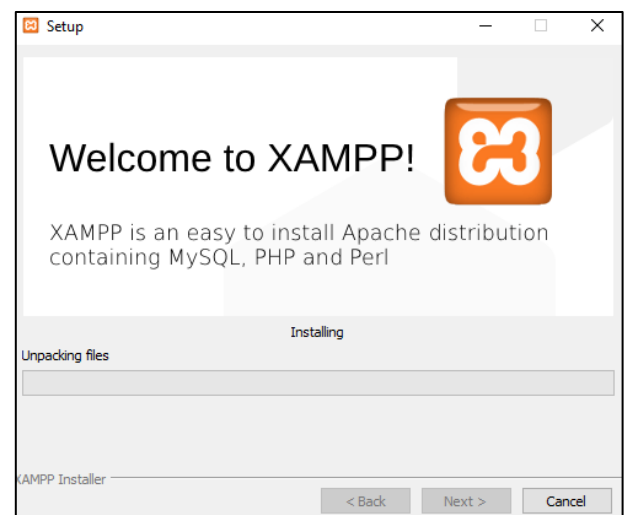 Setup
Welcome to XAMPP!
XAMPP is an easy to install Apache distribution
containing MySQL, PHP and Perl
Installing
Unpacking files
XAMPP Installer
< Back Next > Cancel